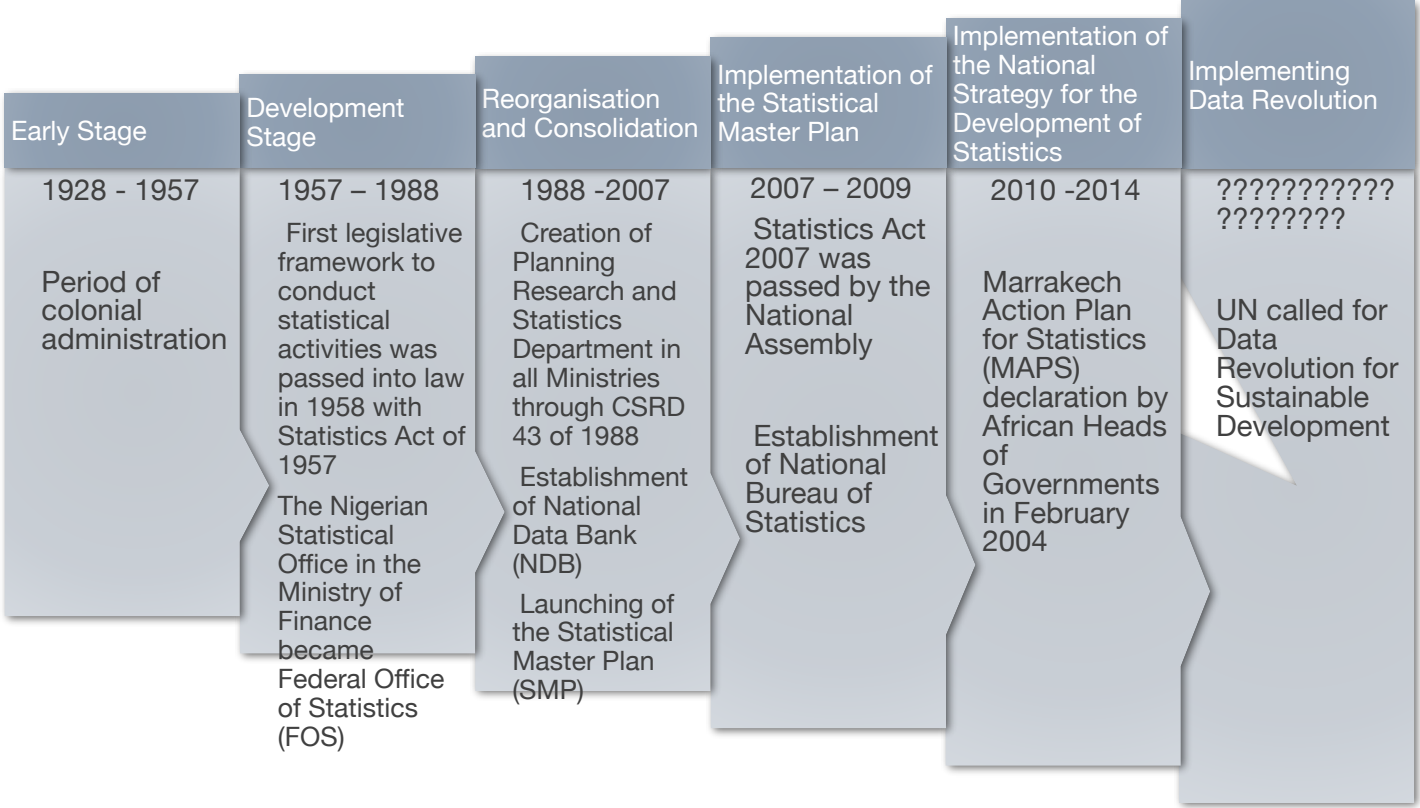 Early Stage
1928 - 1957
Period of
colonial
administration
Development
Stage
1957 – 1988
First legislative
framework to
conduct
statistical
activities was
passed into law
in 1958 with
Statistics Act of
1957
The Nigerian
Statistical
Office in the
Ministry of
Finance
became
Federal Office
of Statistics
(FOS)
Reorganisation
and Consolidation
1988 -2007
Creation of
Planning
Research and
Statistics
Department in
all Ministries
through CSRD
43 of 1988
Establishment
of National
Data Bank
(NDB)
Launching of
the Statistical
Master Plan
(SMP)
Implementation of
the Statistical
Master Plan
2007 – 2009
Statistics Act
2007 was
passed by the
National
Assembly
Establishment
of National
Bureau of
Statistics
Implementation of
the National
Strategy for the
Development of
Statistics
2010 -2014
Marrakech
Action Plan
for Statistics
(MAPS)
declaration by
African Heads
of
Governments
in February
2004
Implementing
Data Revolution
???????????
????????
UN called for
Data
Revolution for
Sustainable
Development